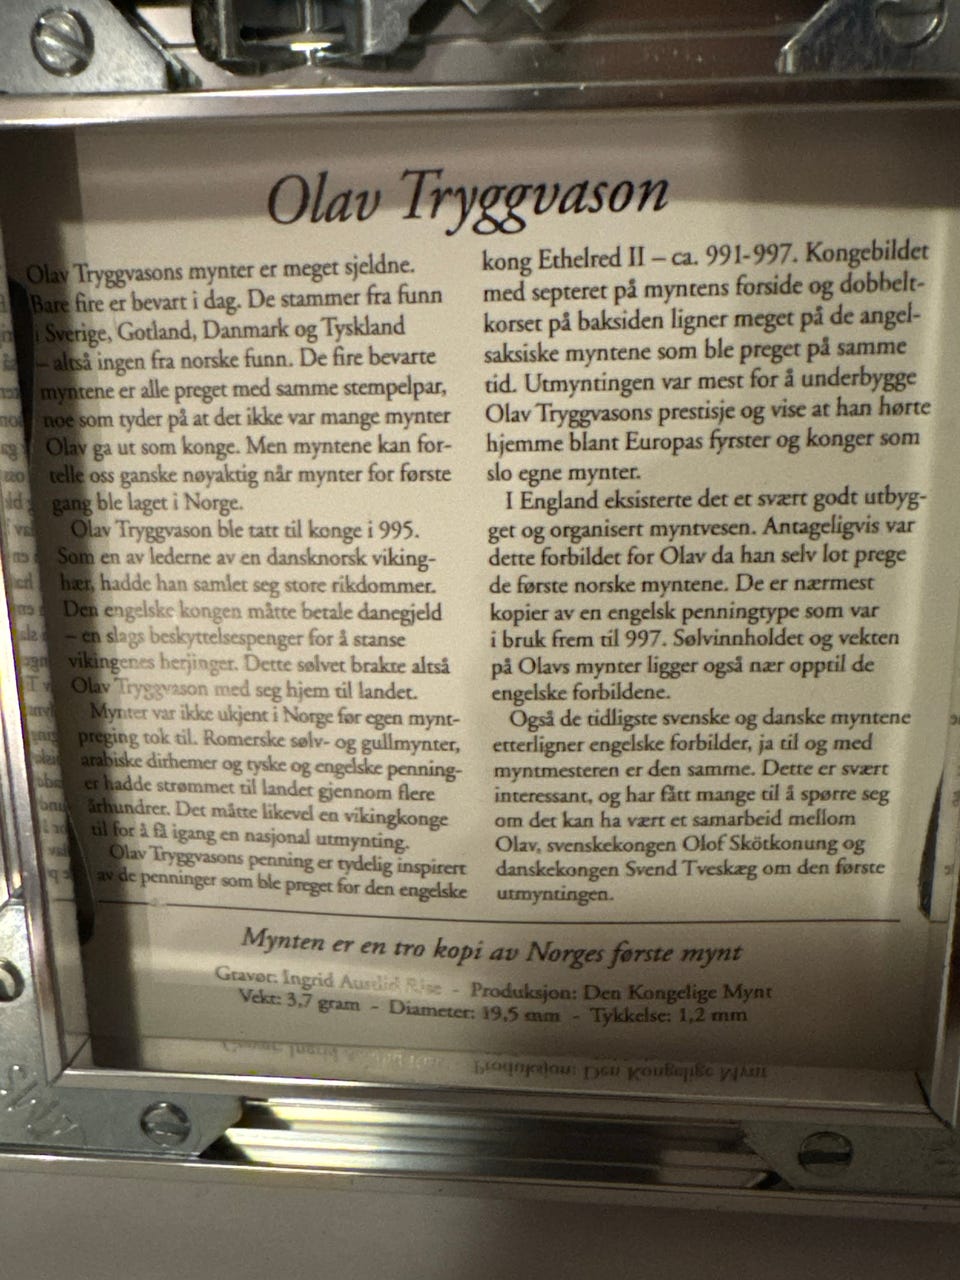 Olav Tryggvason
Olav Tryggvasons mynter er meget sjeldne.
Bare fire er bevart i dag. De stammer fra funn
i Sverige, Gotland, Danmark og Tyskland
– altså ingen fra norske funn. De fire bevarte
myntene er alle preget med samme stempelpar,
noe som tyder på at det ikke var mange mynter
Olav ga ut som konge. Men myntene kan for-
telle oss ganske nøyaktig når mynter for første
gang ble laget i Norge.
Olav Tryggvason ble tatt til konge i 995.
Som en av lederne av en dansknorsk viking-
hær, hadde han samlet seg store rikdommer.
Den engelske kongen måtte betale danegjeld
– en slags beskyttelsespenger for å stanse
vikingenes herjinger. Dette sølvet brakte altså
Olav Tryggvason med seg hjem til landet.
Mynter var ikke ukjent i Norge før egen mynt-
preging tok til. Romerske sølv- og gullmynter,
arabiske dirhemer og tyske og engelske penning-
er hadde strømmet til landet gjennom flere
århundrer. Det måtte likevel en vikingkonge
til for å få igang en nasjonal utmynting.
Olav Tryggvasons penning er tydelig inspirert
av de penninger som ble preget for den engelske
kong Ethelred II – ca. 991-997. Kongebildet
med septeret på myntens forside og dobbelt-
korset på baksiden ligner meget på de angel-
saksiske myntene som ble preget på samme
tid. Utmyntingen var mest for å underbygge
Olav Tryggvasons prestisje og vise at han hørte
hjemme blant Europas fyrster og konger som
slo egne mynter.
I England eksisterte det et svært godt utbyg-
get og organisert myntvesen. Antageligvis var
dette forbildet for Olav da han selv lot prege
de første norske myntene. De er nærmest
kopier av en engelsk penningtype som var
i bruk frem til 997. Sølvinnholdet og vekten
på Olavs mynter ligger også nær opptil de
engelske forbildene.
Også de tidligste svenske og danske myntene
etterligner engelske forbilder, ja til og med
myntmesteren er den samme. Dette er svært
interessant, og har fått mange til å spørre seg
om det kan ha vært et samarbeid mellom
Olav, svenskekongen Olof Skötkonung og
danskekongen Svend Tveskæg om den første
utmyntingen.
Mynten er en tro kopi av Norges første mynt
Gravør: Ingrid Austlid Rise - Produksjon: Den Kongelige Mynt
Vekt: 3,7 gram - Diameter: 19,5 mm - Tykkelse: 1,2 mm